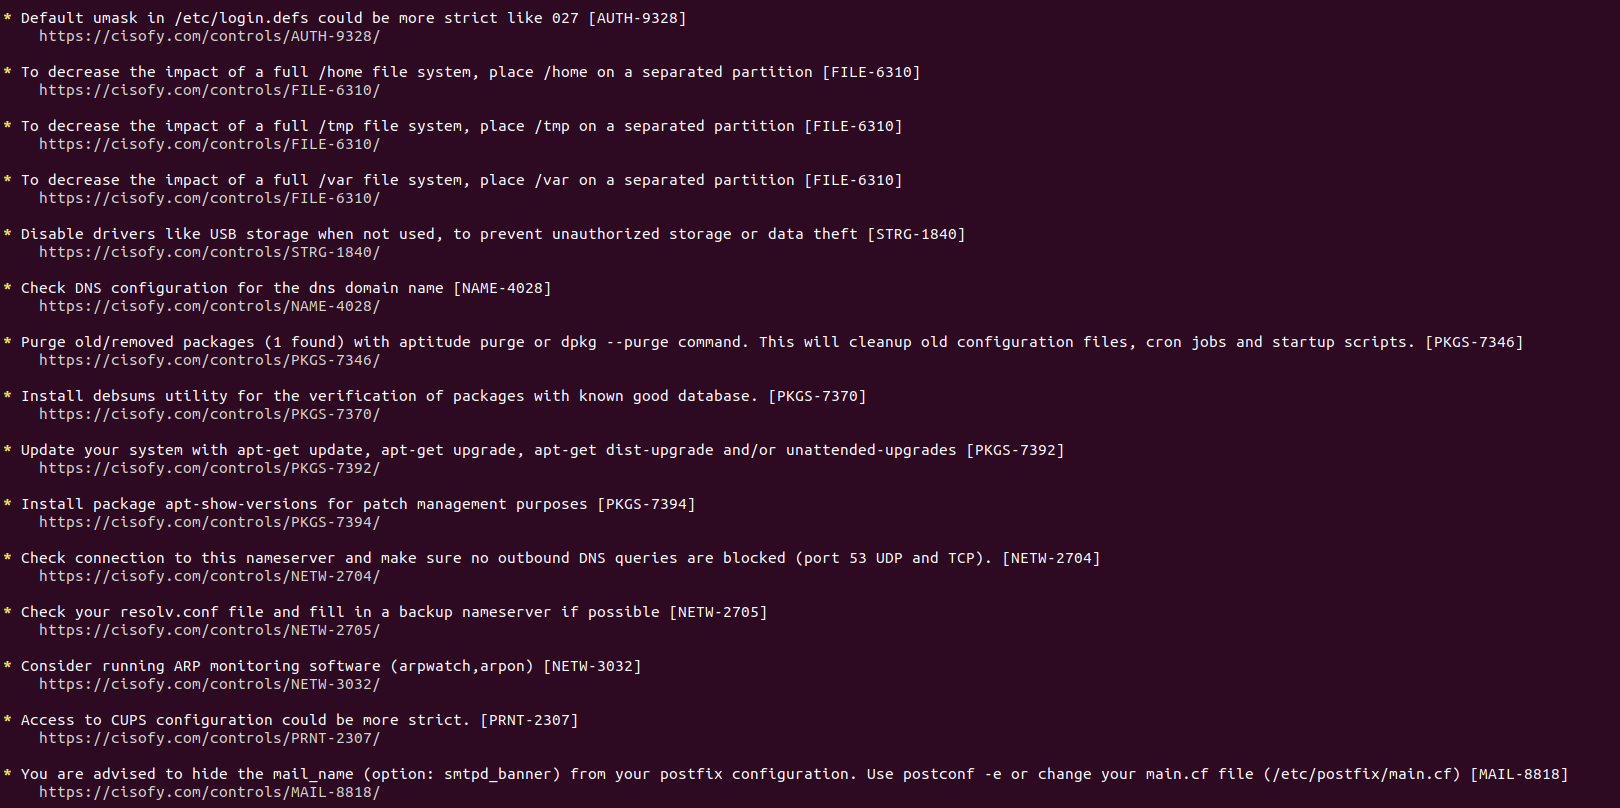 * Default umask in /etc/login.defs could be more strict like 027 [AUTH-9328]
https://cisofy.com/controls/AUTH-9328/
* To decrease the impact of a full /home file system, place /home on a separated partition [FILE-6310]
https://cisofy.com/controls/FILE-6310/
* To decrease the impact of a full /tmp file system, place /tmp on a separated partition [FILE-6310]
https://cisofy.com/controls/FILE-6310/
* To decrease the impact of a full /var file system, place /var on a separated partition [FILE-6310]
https://cisofy.com/controls/FILE-6310/
* Disable drivers like USB storage when not used, to prevent unauthorized storage or data theft [STRG-1840]
https://cisofy.com/controls/STRG-1840/
* Check DNS configuration for the dns domain name [NAME-4028]
https://cisofy.com/controls/NAME-4028/
* Purge old/removed packages (1 found) with aptitude purge or dpkg --purge command. This will cleanup old configuration files, cron jobs and startup scripts. [PKGS-7346]
https://cisofy.com/controls/PKGS-7346/
* Install debsums utility for the verification of packages with known good database. [PKGS-7370]
https://cisofy.com/controls/PKGS-7370/
* Update your system with apt-get update, apt-get upgrade, apt-get dist-upgrade and/or unattended-upgrades [PKGS-7392]
https://cisofy.com/controls/PKGS-7392/
* Install package apt-show-versions for patch management purposes [PKGS-7394]
https://cisofy.com/controls/PKGS-7394/
* Check connection to this nameserver and make sure no outbound DNS queries are blocked (port 53 UDP and TCP). [NETW-2704]
https://cisofy.com/controls/NETW-2704/
* Check your resolv.conf file and fill in a backup nameserver if possible [NETW-2705]
https://cisofy.com/controls/NETW-2705/
* Consider running ARP monitoring software (arpwatch,arpon) [NETW-3032]
https://cisofy.com/controls/NETW-3032/
* Access to CUPS configuration could be more strict. [PRNT-2307]
https://cisofy.com/controls/PRNT-2307/
* You are advised to hide the mail_name (option: smtpd_banner) from your postfix configuration. Use postconf -e or change your main.cf file (/etc/postfix/main.cf) [MAIL-8818]
https://cisofy.com/controls/MAIL-8818/